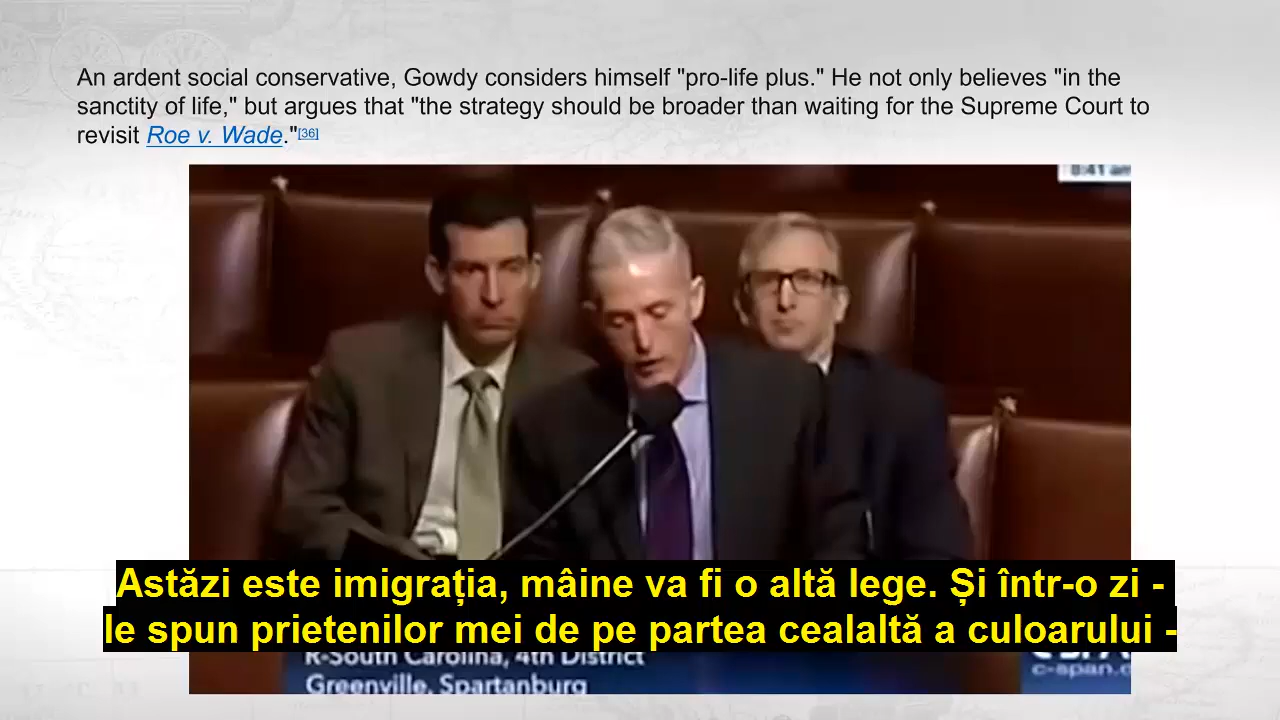 An ardent social conservative, Gowdy considers himself "pro-life plus." He not only believes "in the
sanctity of life," but argues that "the strategy should be broader than waiting for the Supreme Court to
revisit Roe v. Wade."[36]
8:41 am
Astăzi este imigrația, mâine va fi o altă lege. Și într-o zi -
le spun prietenilor mei de pe partea cealaltă a culoarului -
R-South Carolina, 4th District
Greenville, Spartanburg
c-span.